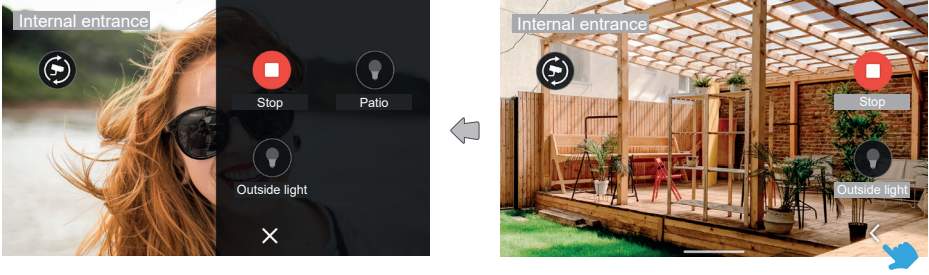 Internal entrance
Stop
Patio
Outside light
Internal entrance
Stop
Outside light